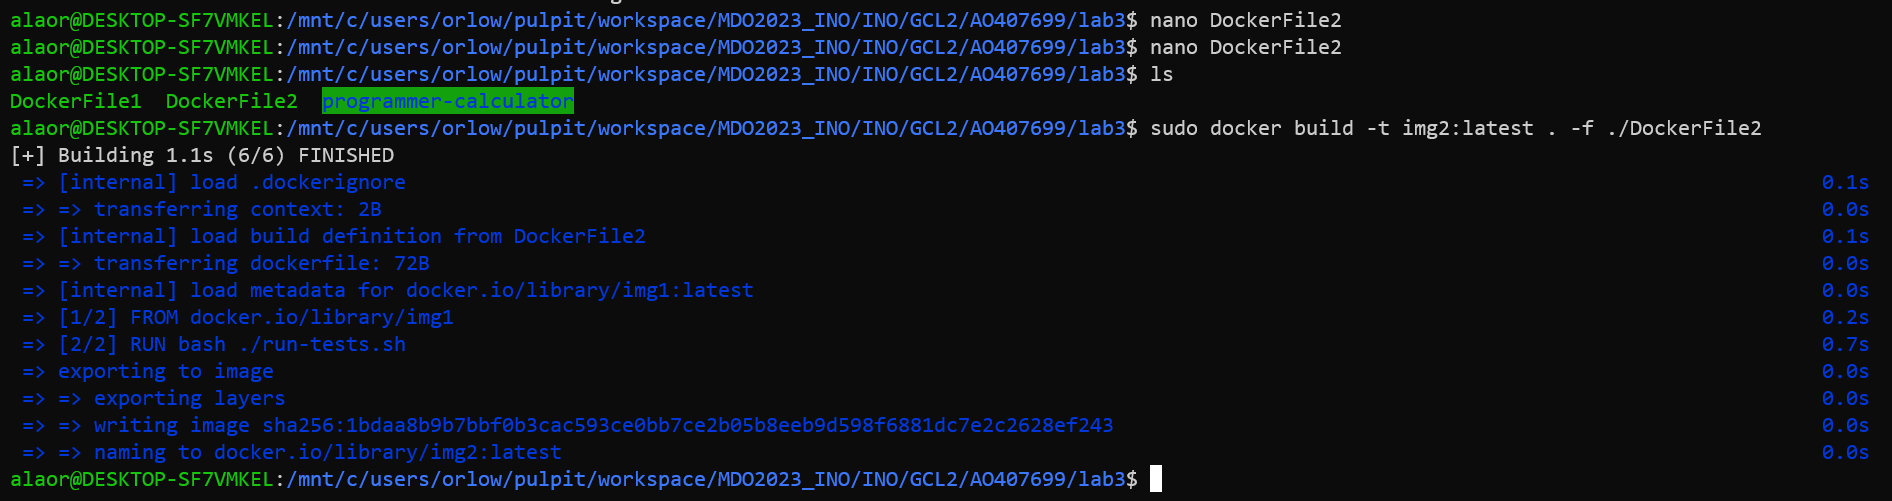 alaor@DESKTOP-SF7VMKEL:/mnt/c/users/orlow/pulpit/workspace/MDO2023_INO/INO/GCL2/AO407699/lab3$ nano DockerFile2
alaor@DESKTOP-SF7VMKEL:/mnt/c/users/orlow/pulpit/workspace/MDO2023_INO/INO/GCL2/AO407699/lab3$ nano DockerFile2
alaor@DESKTOP-SF7VMKEL:/mnt/c/users/orlow/pulpit/workspace/MDO2023_INO/INO/GCL2/AO407699/lab3$ ls
DockerFile1  DockerFile2  programmer-calculator
alaor@DESKTOP-SF7VMKEL:/mnt/c/users/orlow/pulpit/workspace/MDO2023_INO/INO/GCL2/AO407699/lab3$ sudo docker build -t img2:latest . -f ./DockerFile2
[+] Building 1.1s (6/6) FINISHED
=> [internal] load .dockerignore 0.1s
=> => transferring context: 2B 0.0s
=> [internal] load build definition from DockerFile2 0.1s
=> => transferring dockerfile: 72B 0.0s
=> [internal] load metadata for docker.io/library/img1:latest 0.0s
=> [1/2] FROM docker.io/library/img1 0.2s
=> [2/2] RUN bash ./run-tests.sh 0.7s
=> exporting to image 0.0s
=> => exporting layers 0.0s
=> => writing image sha256:1bdaa8b9b7bbf0b3cac593ce0bb7ce2b05b8eeb9d598f6881dc7e2c2628ef243 0.0s
=> => naming to docker.io/library/img2:latest 0.0s
alaor@DESKTOP-SF7VMKEL:/mnt/c/users/orlow/pulpit/workspace/MDO2023_INO/INO/GCL2/AO407699/lab3$